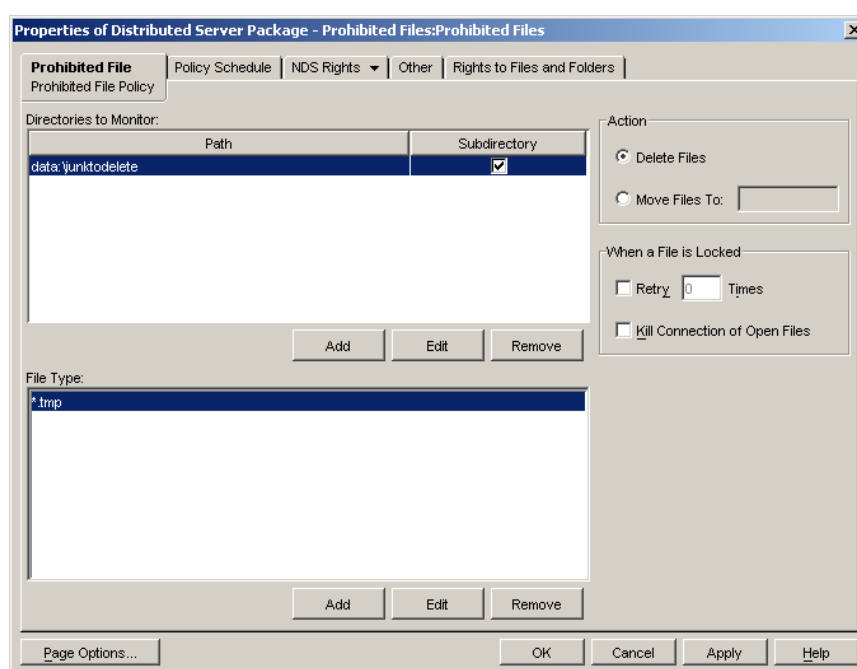 Properties of Distributed Server Package - Prohibited Files:Prohibited Files
Prohibited File Policy Schedule NDS Rights Other Rights to Files and Folders
Prohibited File Policy
Directories to Monitor:
Path Subdirectory
data:\junktodelete
Add Edit Remove
Action
Delete Files
Move Files To:
When a File is Locked
Retry 0 Times
Kill Connection of Open Files
File Type:
*.tmp
Add Edit Remove
Page Options... OK Cancel Apply Help